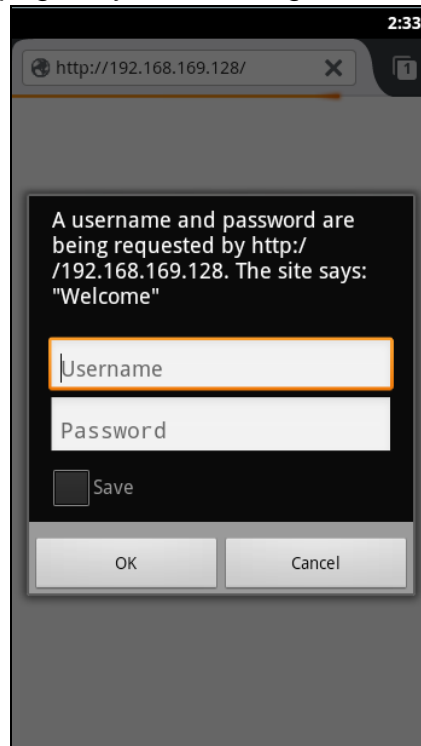 2:33
http://192.168.169.128/
1
A username and password are
being requested by http:/
/192.168.169.128. The site says:
"Welcome"
Username
Password
Save
OK Cancel